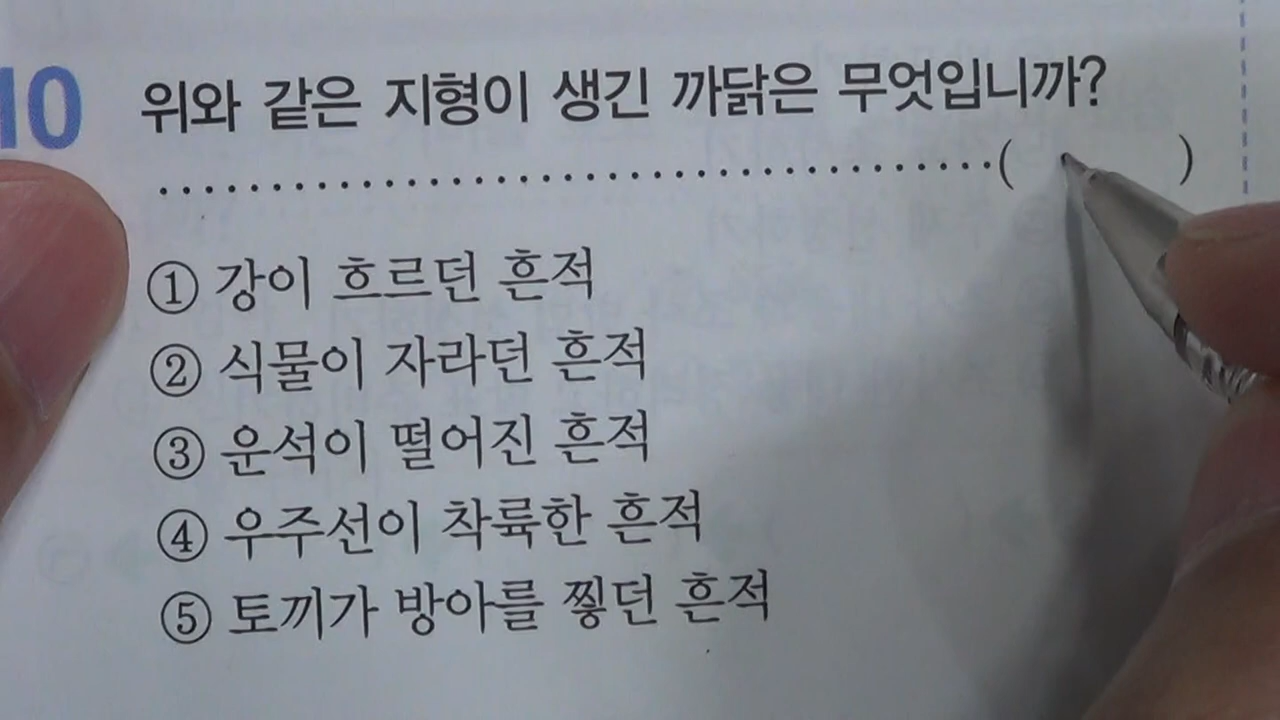 10 위와 같은 지형이 생긴 까닭은 무엇입니까?
·······································( )
① 강이 흐르던 흔적
② 식물이 자라던 흔적
③ 운석이 떨어진 흔적
④ 우주선이 착륙한 흔적
⑤ 토끼가 방아를 찧던 흔적